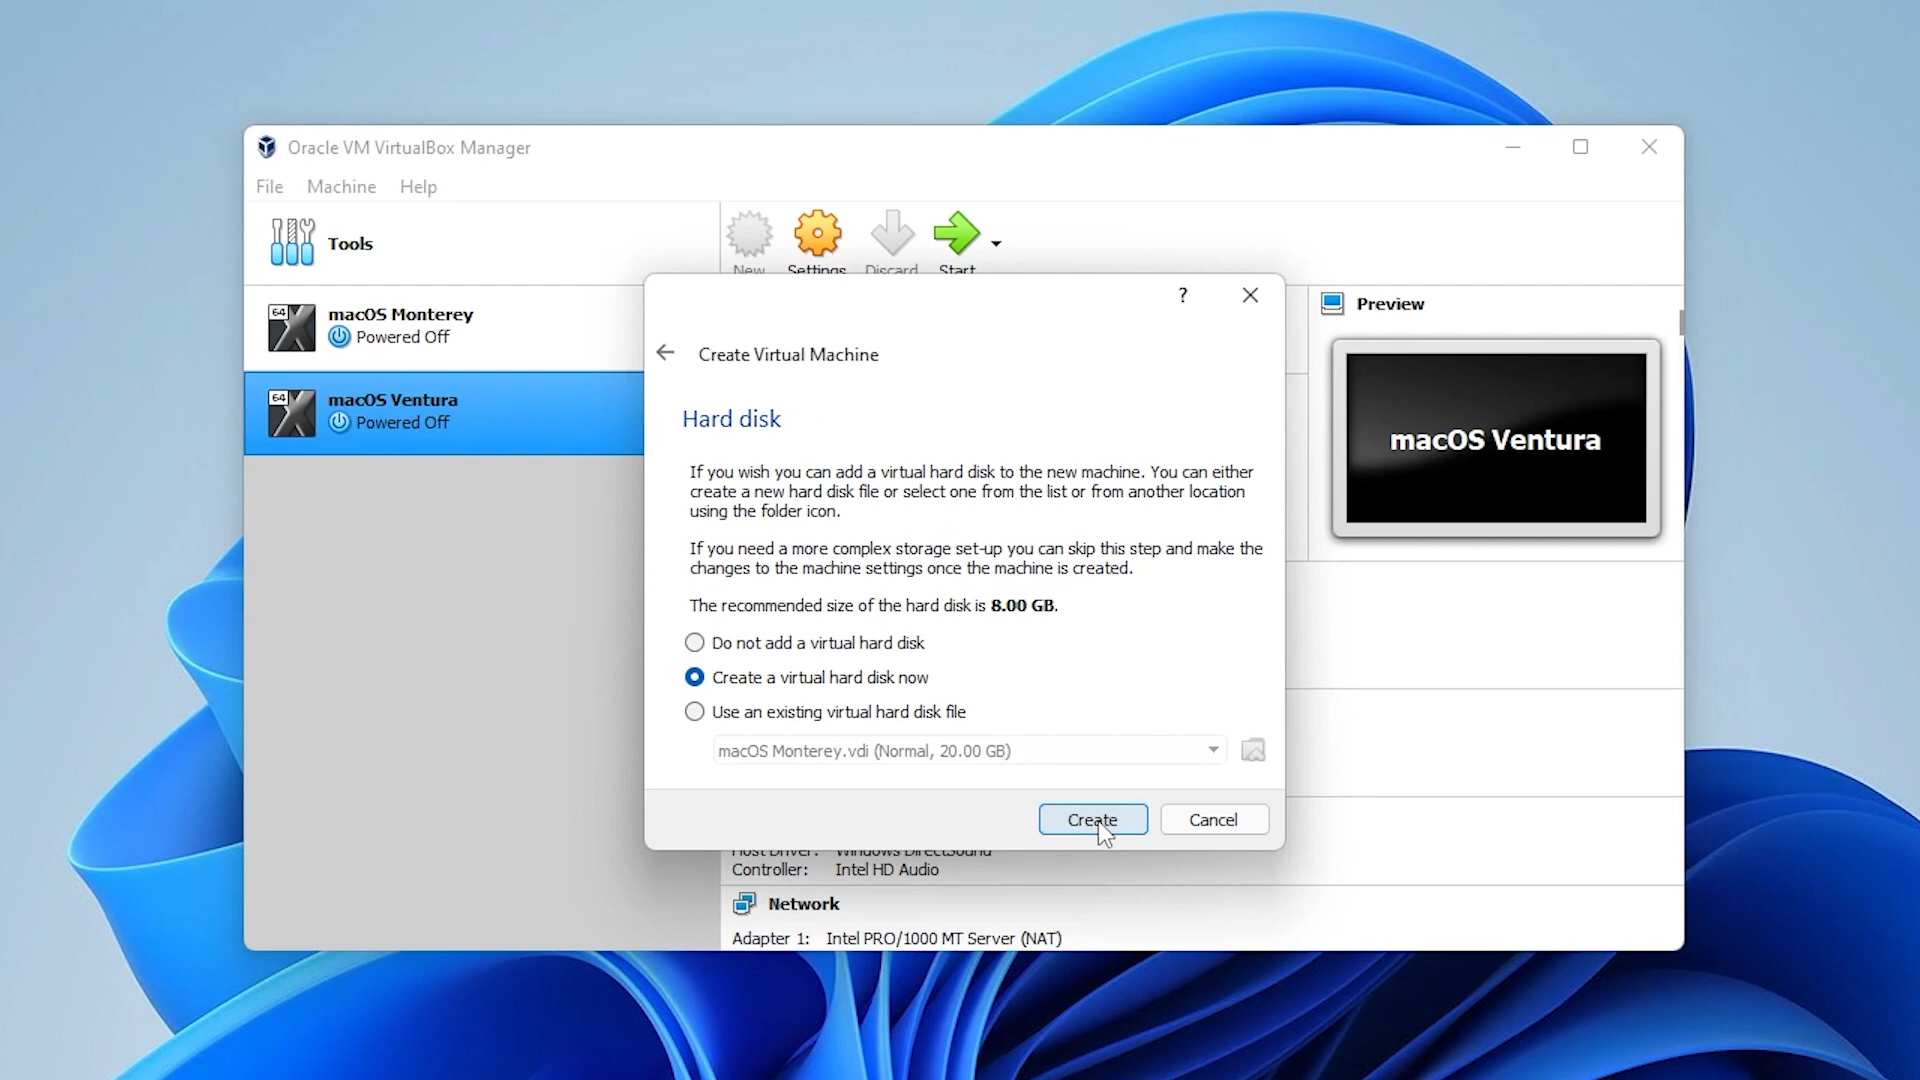 Oracle VM VirtualBox Manager
File Machine Help
Tools
New Settings Discard Start
64
macOS Monterey
Powered Off
64
macOS Ventura
Powered Off
?
Create Virtual Machine
Hard disk
If you wish you can add a virtual hard disk to the new machine. You can either
create a new hard disk file or select one from the list or from another location
using the folder icon.
If you need a more complex storage set-up you can skip this step and make the
changes to the machine settings once the machine is created.
The recommended size of the hard disk is 8.00 GB.
Do not add a virtual hard disk
Create a virtual hard disk now
Use an existing virtual hard disk file
macOS Monterey.vdi (Normal, 20.00 GB)
Create Cancel
Preview
macOS Ventura
Host Driver: Windows DirectSound
Controller: Intel HD Audio
Network
Adapter 1: Intel PRO/1000 MT Server (NAT)